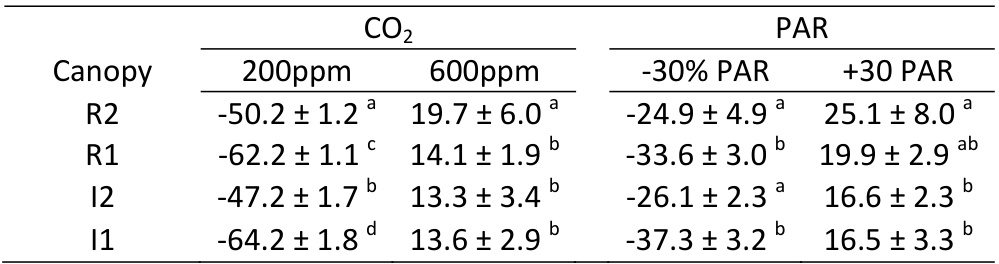 CO₂ PAR
Canopy 200ppm 600ppm -30% PAR +30 PAR
R2 -50.2 ± 1.2 a 19.7 ± 6.0 a -24.9 ± 4.9 a 25.1 ± 8.0 a
R1 -62.2 ± 1.1 c 14.1 ± 1.9 b -33.6 ± 3.0 b 19.9 ± 2.9 ab
I2 -47.2 ± 1.7 b 13.3 ± 3.4 b -26.1 ± 2.3 a 16.6 ± 2.3 b
I1 -64.2 ± 1.8 d 13.6 ± 2.9 b -37.3 ± 3.2 b 16.5 ± 3.3 b